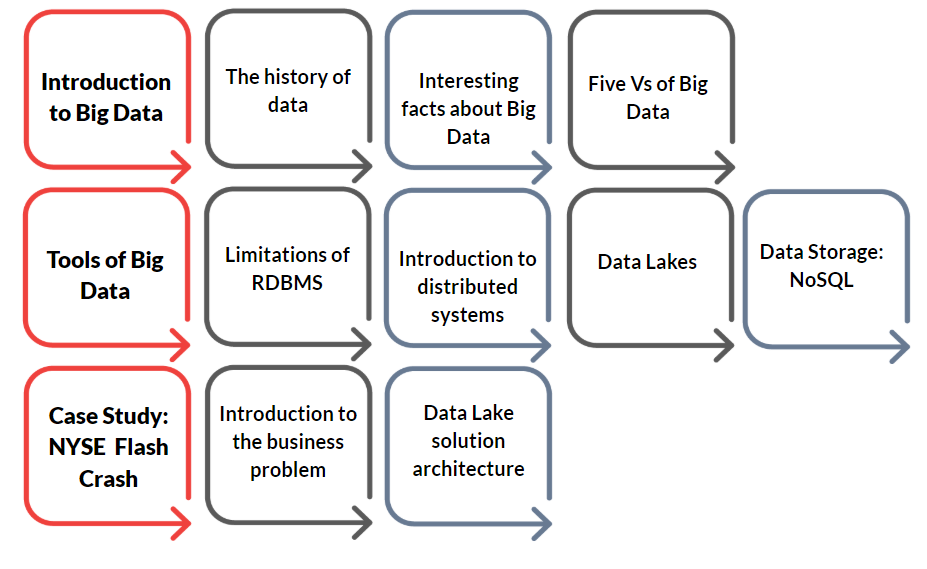 Introduction
to Big Data
The history of
data
Interesting
facts about Big
Data
Five Vs of Big
Data
Tools of Big
Data
Limitations of
RDBMS
Introduction to
distributed
systems
Data Lakes
Data Storage:
NoSQL
Case Study:
NYSE Flash
Crash
Introduction to
the business
problem
Data Lake
solution
architecture